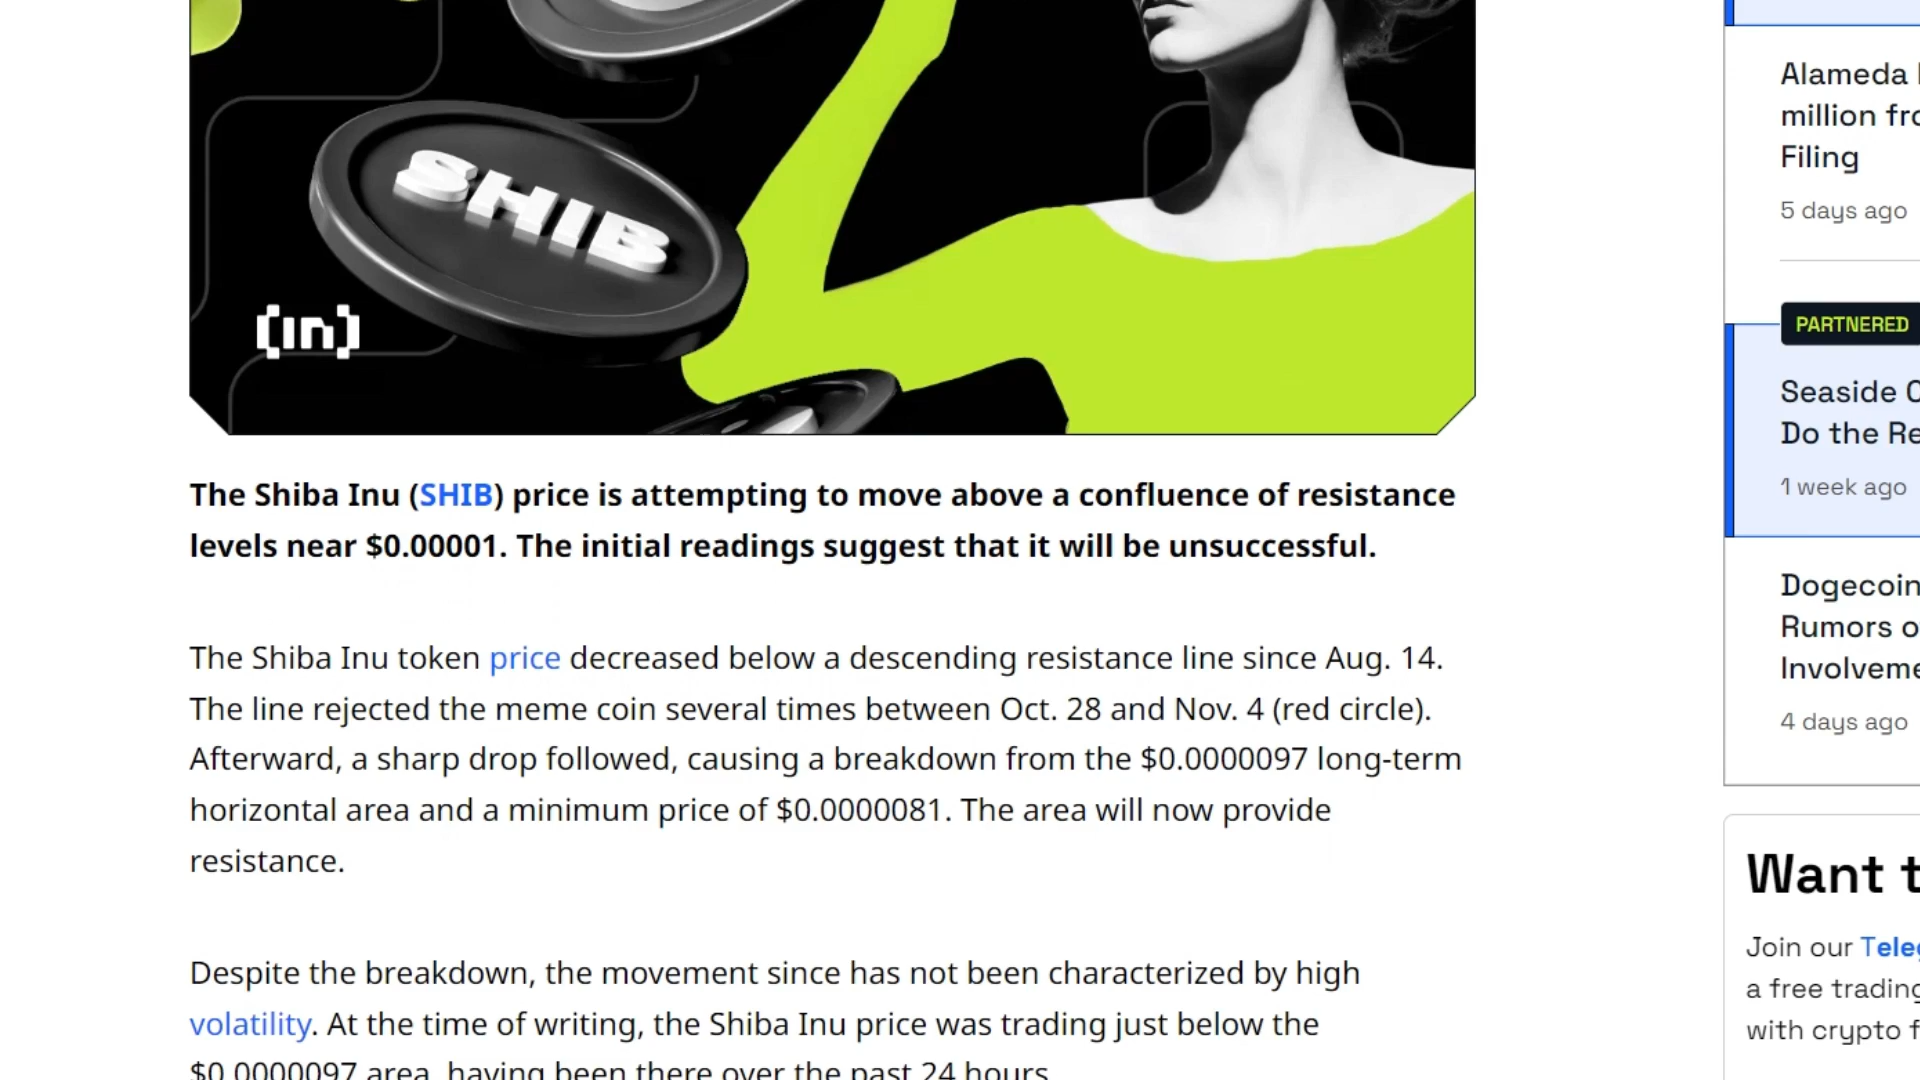 SHIB
[in]
The Shiba Inu (SHIB) price is attempting to move above a confluence of resistance
levels near $0.00001. The initial readings suggest that it will be unsuccessful.
The Shiba Inu token price decreased below a descending resistance line since Aug. 14.
The line rejected the meme coin several times between Oct. 28 and Nov. 4 (red circle).
Afterward, a sharp drop followed, causing a breakdown from the $0.0000097 long-term
horizontal area and a minimum price of $0.0000081. The area will now provide
resistance.
Despite the breakdown, the movement since has not been characterized by high
volatility. At the time of writing, the Shiba Inu price was trading just below the
$0.0000097 area, having been there over the past 24 hours.
Alameda
million
Filing
5 days ago
PARTNERED
Seaside
Do the
1 week ago
Dogecoin
Rumors
4 days ago
Want
Join our
a free trading
with crypto